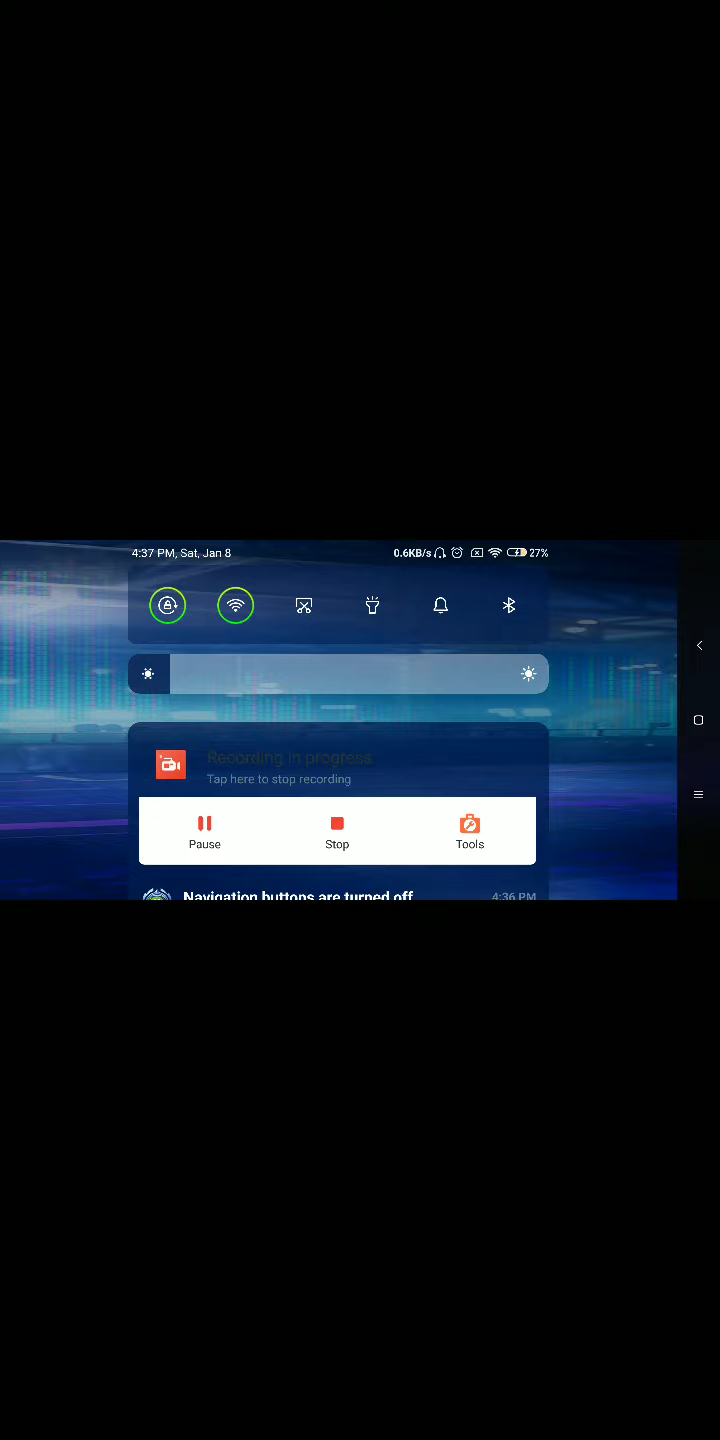 4:37 PM, Sat, Jan 8
0.6KB/s 27%
Recording in progress
Tap here to stop recording
Pause Stop Tools
Navigation buttons are turned off 4:36 PM